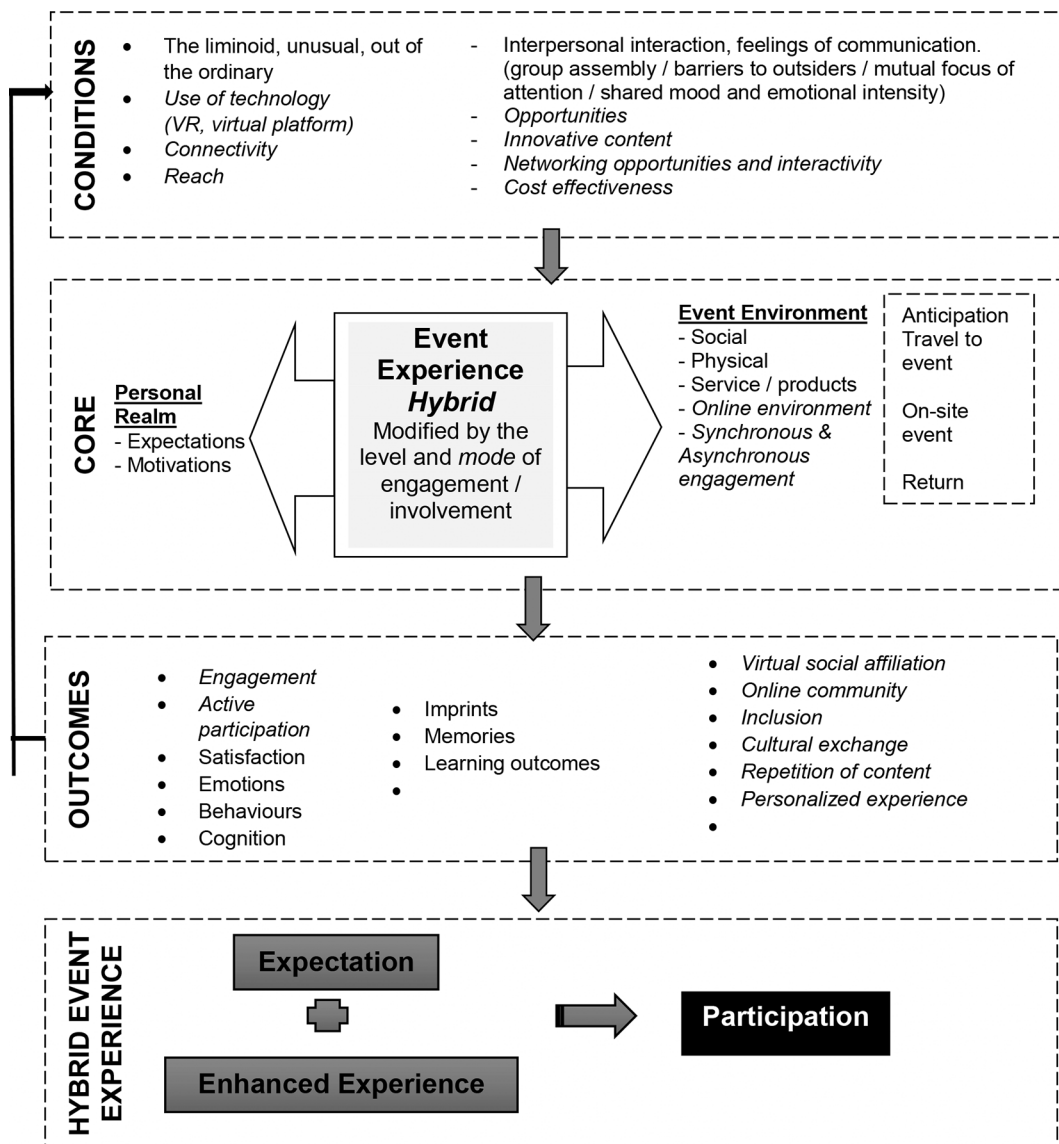 CONDITIONS
• The liminoid, unusual, out of
the ordinary
• Use of technology
(VR, virtual platform)
• Connectivity
• Reach
- Interpersonal interaction, feelings of communication.
(group assembly / barriers to outsiders / mutual focus of
attention / shared mood and emotional intensity)
- Opportunities
- Innovative content
- Networking opportunities and interactivity
- Cost effectiveness
CORE
Personal
Realm
- Expectations
- Motivations
Event
Experience
Hybrid
Modified by the
level and mode of
engagement /
involvement
Event Environment
- Social
- Physical
- Service / products
- Online environment
- Synchronous &
Asynchronous
engagement
Anticipation
Travel to
event
On-site
event
Return
OUTCOMES
• Engagement
• Active
participation
• Satisfaction
• Emotions
• Behaviours
• Cognition
• Imprints
• Memories
• Learning outcomes
•
• Virtual social affiliation
• Online community
• Inclusion
• Cultural exchange
• Repetition of content
• Personalized experience
•
HYBRID EVENT
EXPERIENCE
Expectation
Enhanced Experience
Participation